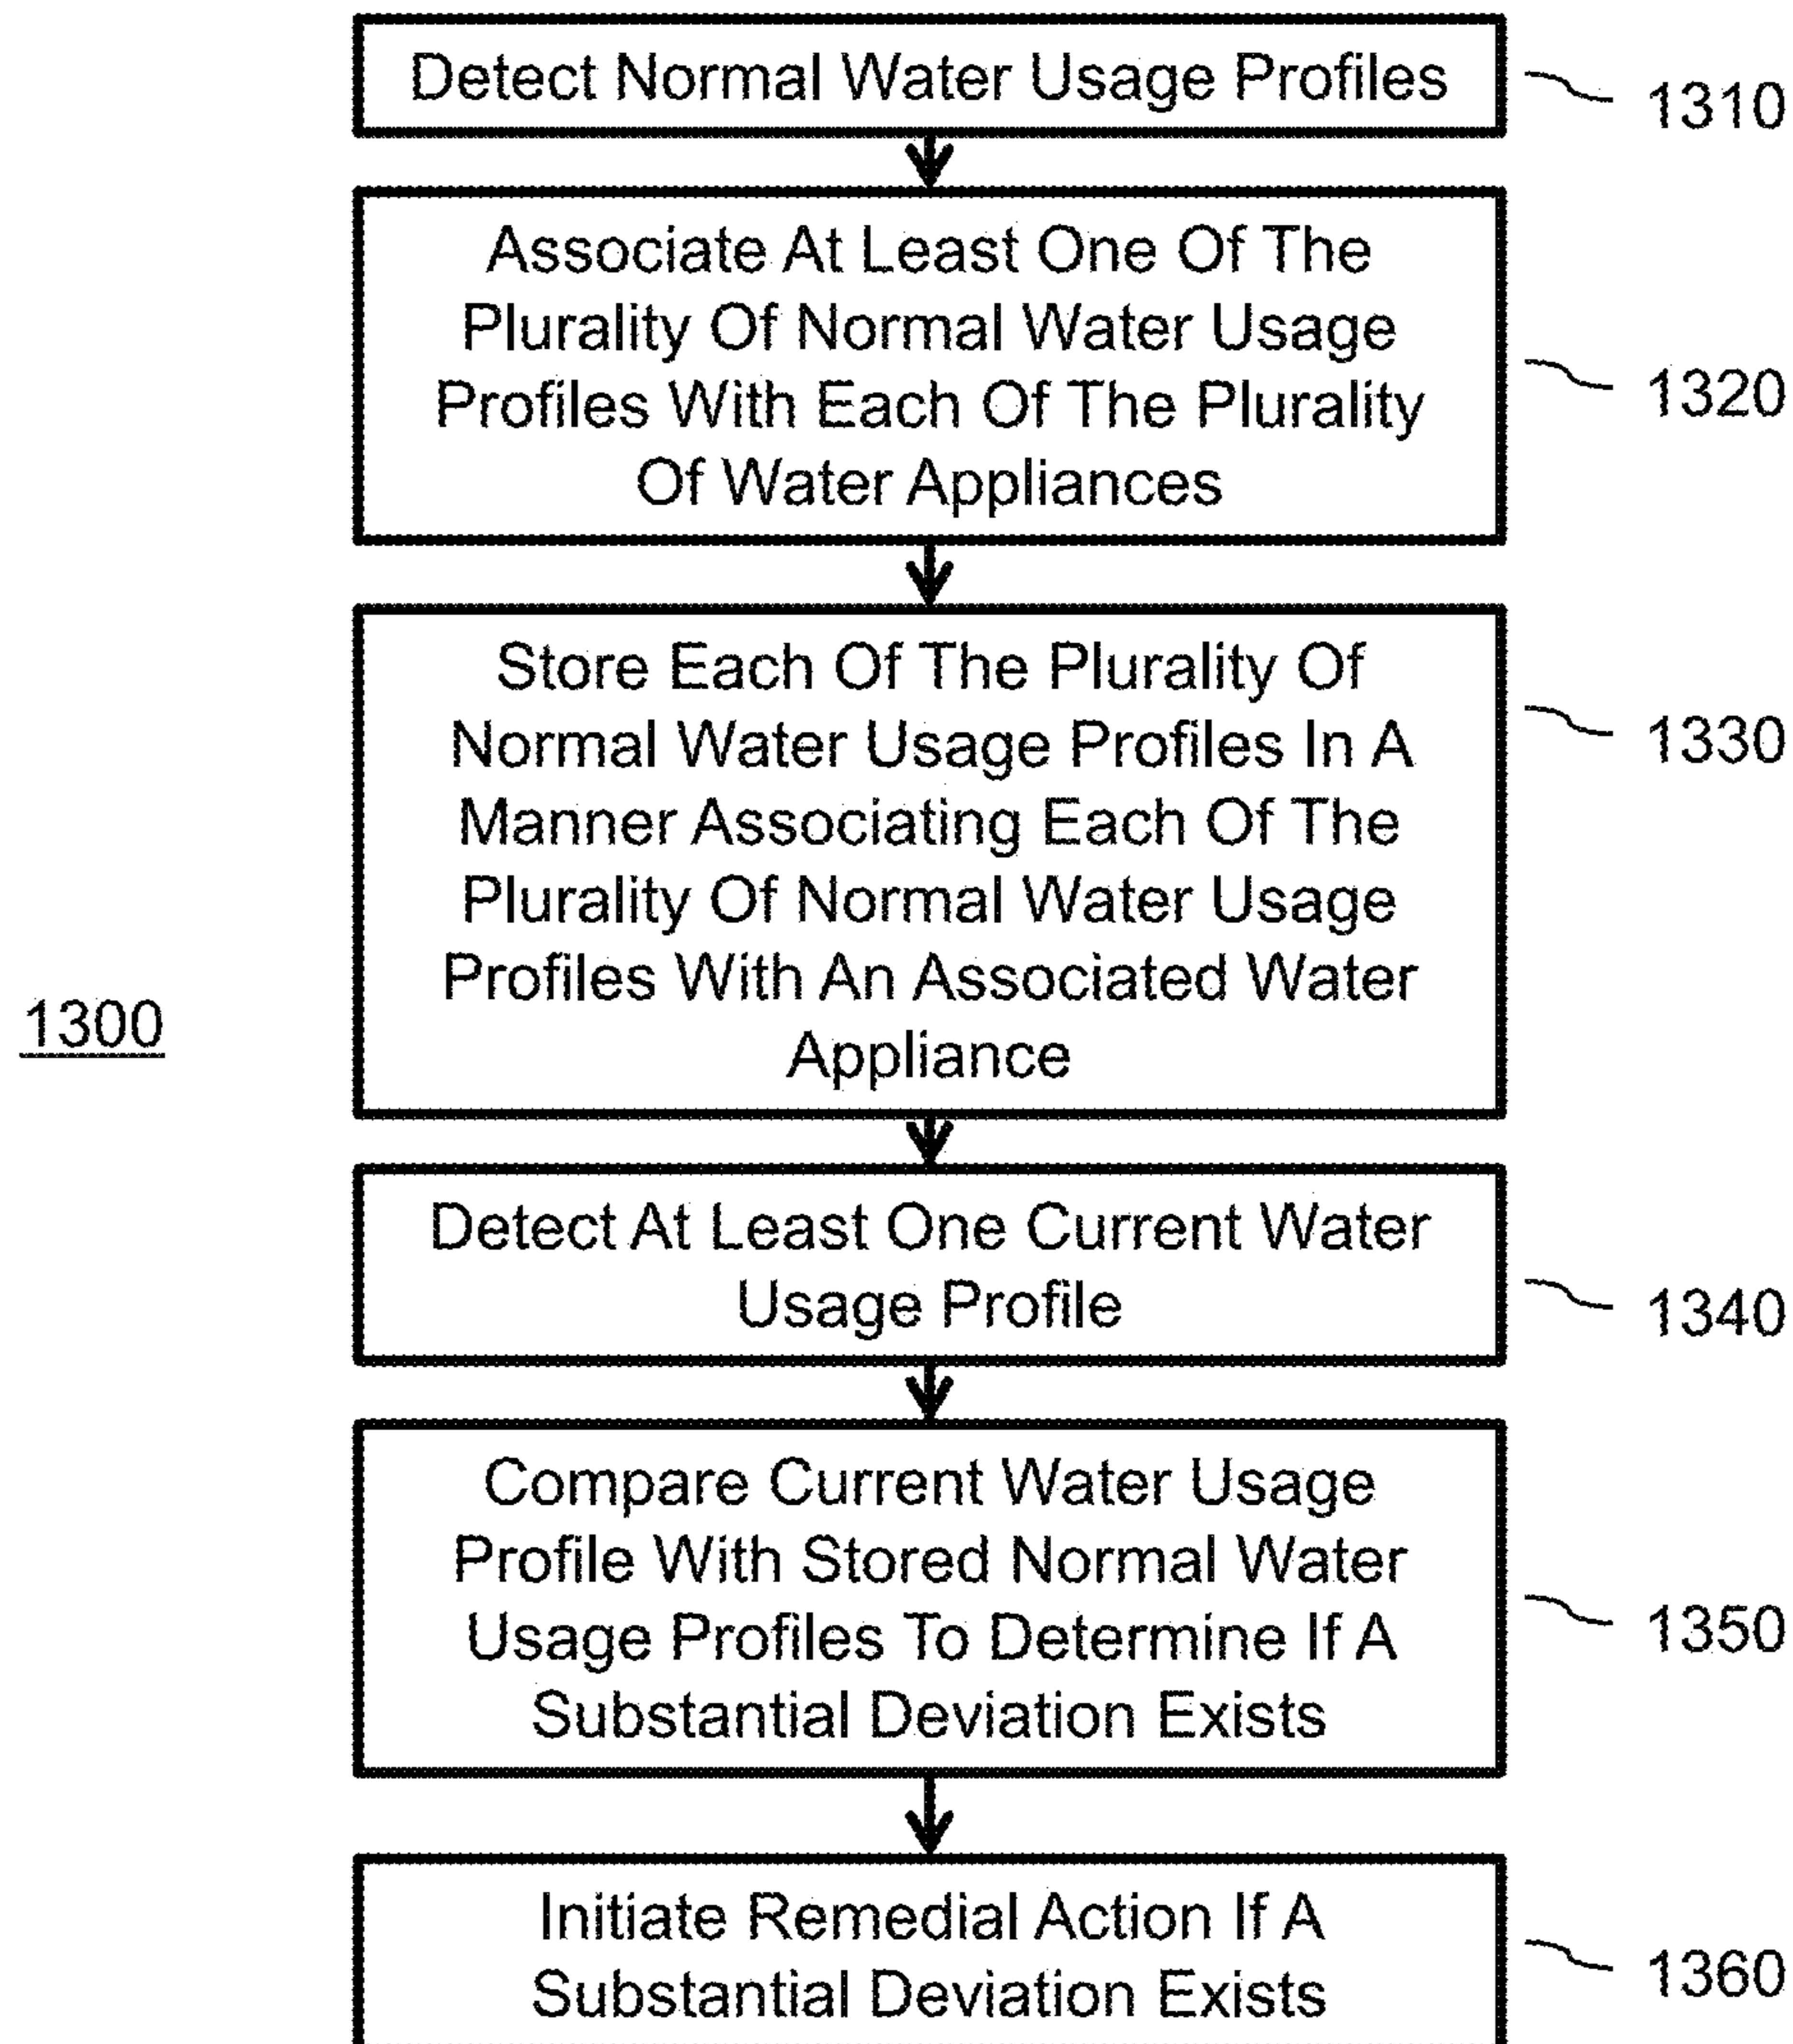 Detect Normal Water Usage Profiles
1310
Associate At Least One Of The
Plurality Of Normal Water Usage
Profiles With Each Of The Plurality
Of Water Appliances
1320
Store Each Of The Plurality Of
Normal Water Usage Profiles In A
Manner Associating Each Of The
Plurality Of Normal Water Usage
Profiles With An Associated Water
Appliance
1330
1300
Detect At Least One Current Water
Usage Profile
1340
Compare Current Water Usage
Profile With Stored Normal Water
Usage Profiles To Determine If A
Substantial Deviation Exists
1350
Initiate Remedial Action If A
Substantial Deviation Exists
1360